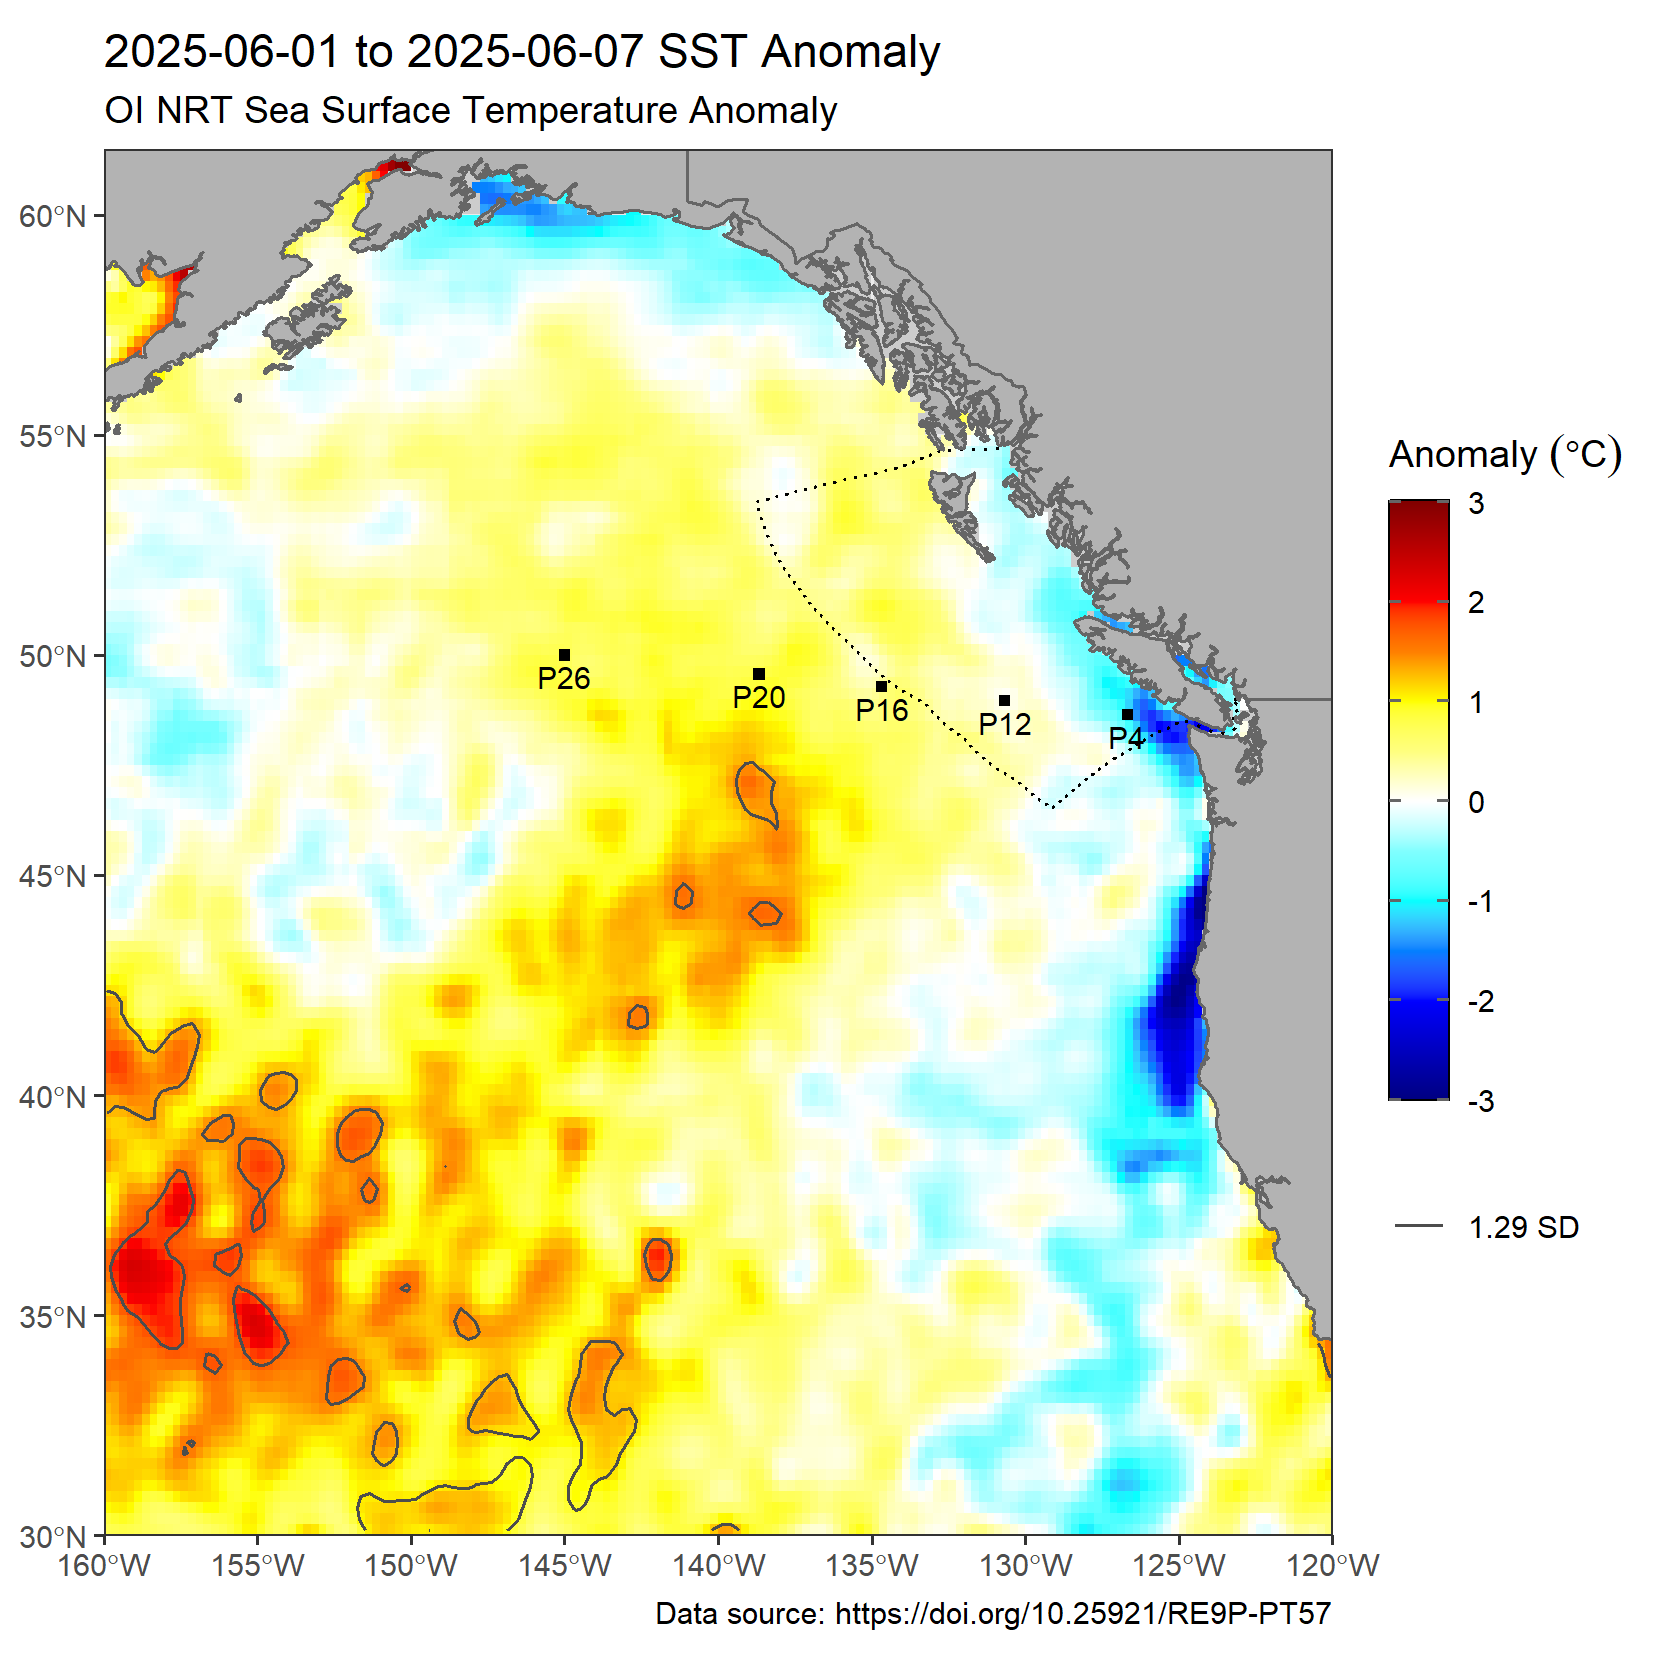 2025-06-01 to 2025-06-07 SST Anomaly
OI NRT Sea Surface Temperature Anomaly
60°N
55°N
50°N
45°N
40°N
35°N
30°N
P26
P20
P16
P12
P4
160°W
155°W
150°W
145°W
140°W
135°W
130°W
125°W
120°W
Anomaly (°C)
3
2
1
0
-1
-2
-3
1.29 SD
Data source: https://doi.org/10.25921/RE9P-PT57